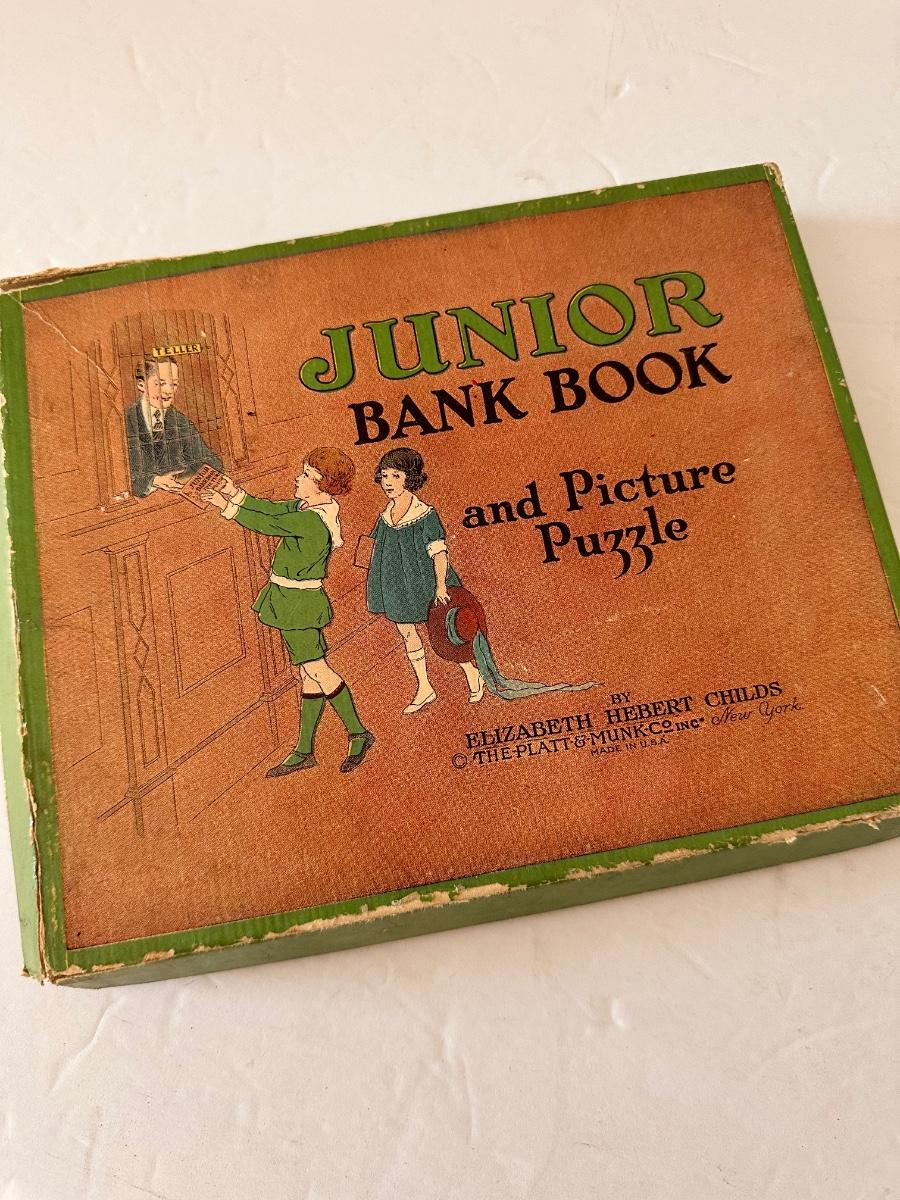 TELLER
JUNIOR
BANK BOOK
and Picture
Puzzle
BY
ELIZABETH HEBERT CHILDS
© THE PLATT & MUNK CO INC. New York.
MADE IN U.S.A.